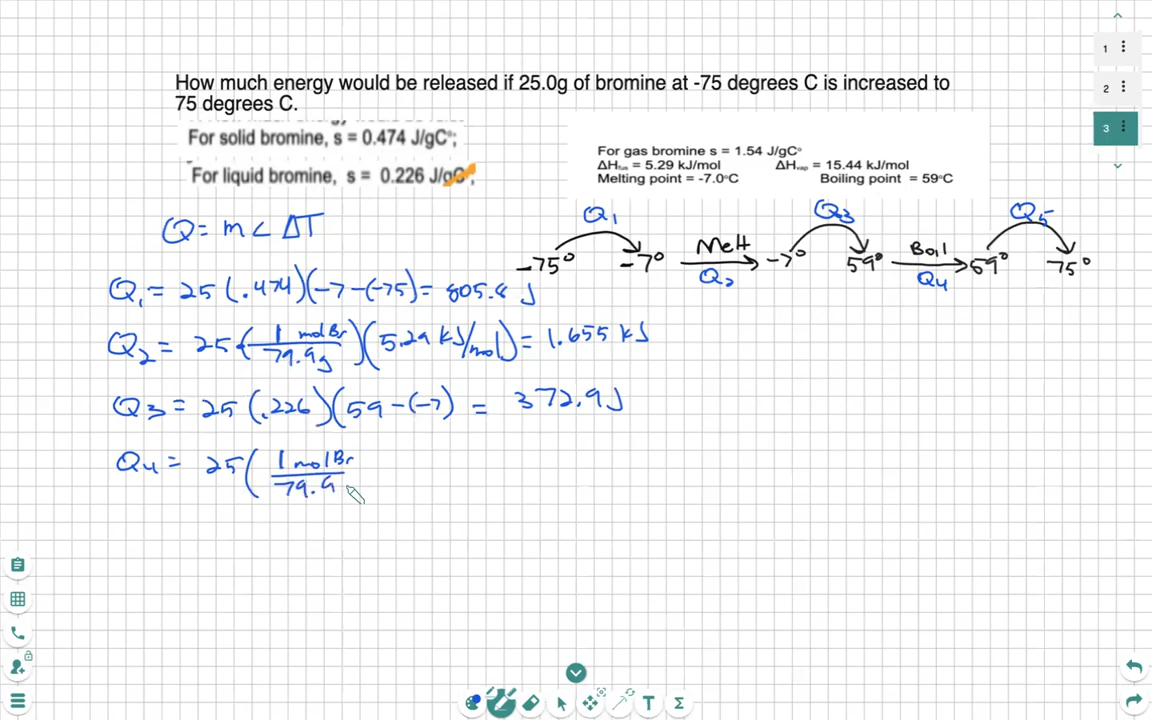 How much energy would be released if 25.0g of bromine at -75 degrees C is increased to
75 degrees C.
For solid bromine, s = 0.474 J/gC°;
For liquid bromine, s = 0.226 J/gC°;
For gas bromine s = 1.54 J/gC°
ΔHfus = 5.29 kJ/mol ΔHvap = 15.44 kJ/mol
Melting point = -7.0°C Boiling point = 59°C
Q = m c ΔT
Q1 Q3 Q5
-75° -7° Melt -7° 59° Boil 59° 75°
Q2 Q4
Q1 = 25 (.474)(-7-(-75) = 805.8 J
Q2 = 25 (1 mol Br / 79.9g)(5.29 kJ/mol) = 1.655 kJ
Q3 = 25 (.226)(59-(-7) = 372.9 J
Q4 = 25 (1 mol Br / 79.9
1
2
3
T
Σ